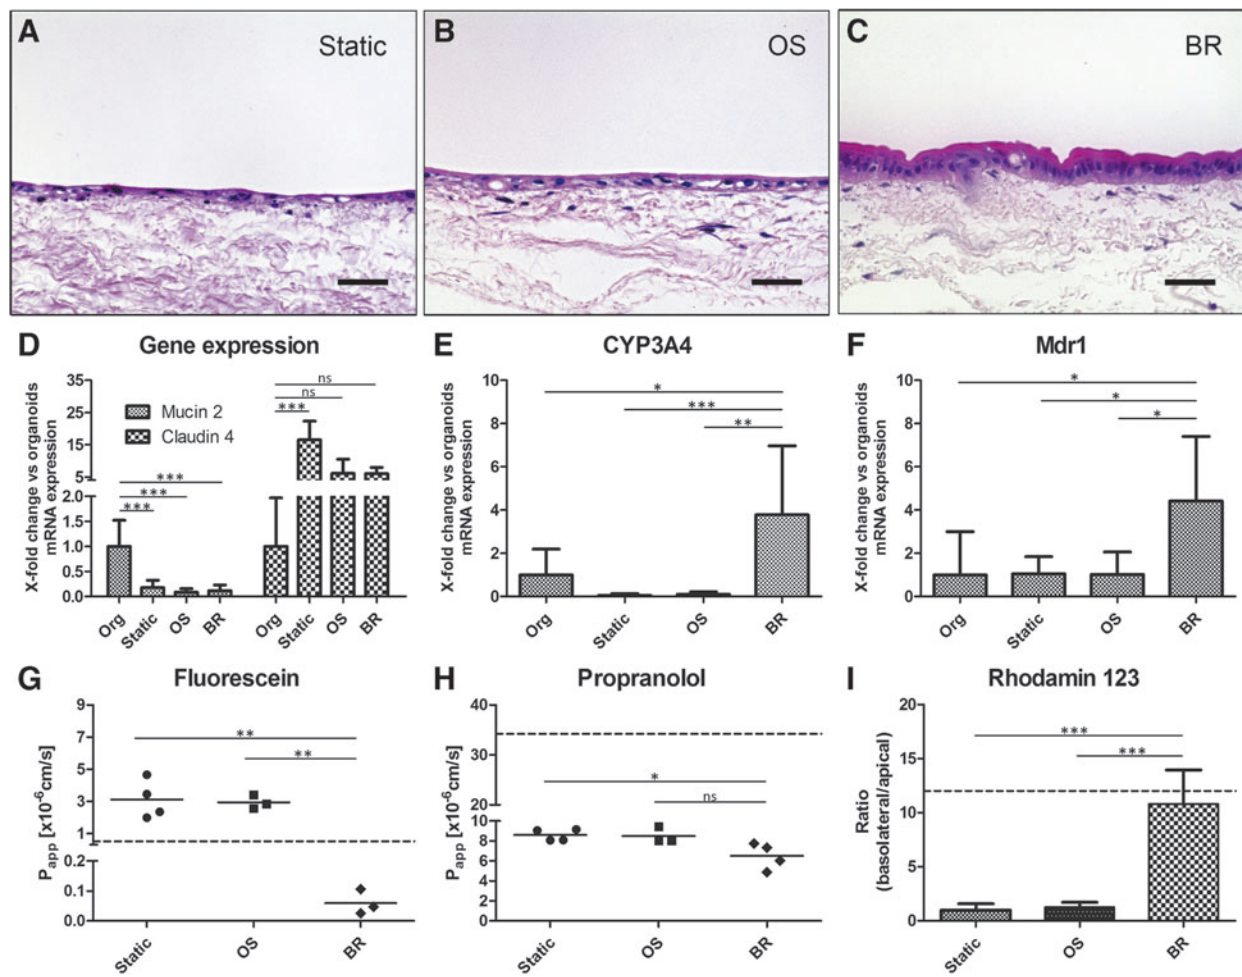 A
Static
B
OS
C
BR
D
Gene expression
X-fold change vs organoids
mRNA expression
35
25
15
5
2.0
1.5
1.0
0.5
0.0
Mucin 2
Claudin 4
***
***
***
ns
ns
***
Org
Static
OS
BR
Org
Static
OS
BR
E
CYP3A4
X-fold change vs organoids
mRNA expression
10
8
6
4
2
0
*
***
**
Org
Static
OS
BR
F
Mdr1
X-fold change vs organoids
mRNA expression
10
8
6
4
2
0
*
*
*
Org
Static
OS
BR
G
Fluorescein
Papp [x10-6cm/s]
9
7
5
3
1
0.2
0.1
0.0
**
**
Static
OS
BR
H
Propranolol
Papp [x10-6cm/s]
40
30
20
10
8
6
4
2
0
*
ns
Static
OS
BR
I
Rhodamin 123
Ratio
(basolateral/apical)
20
15
10
5
0
***
***
Static
OS
BR